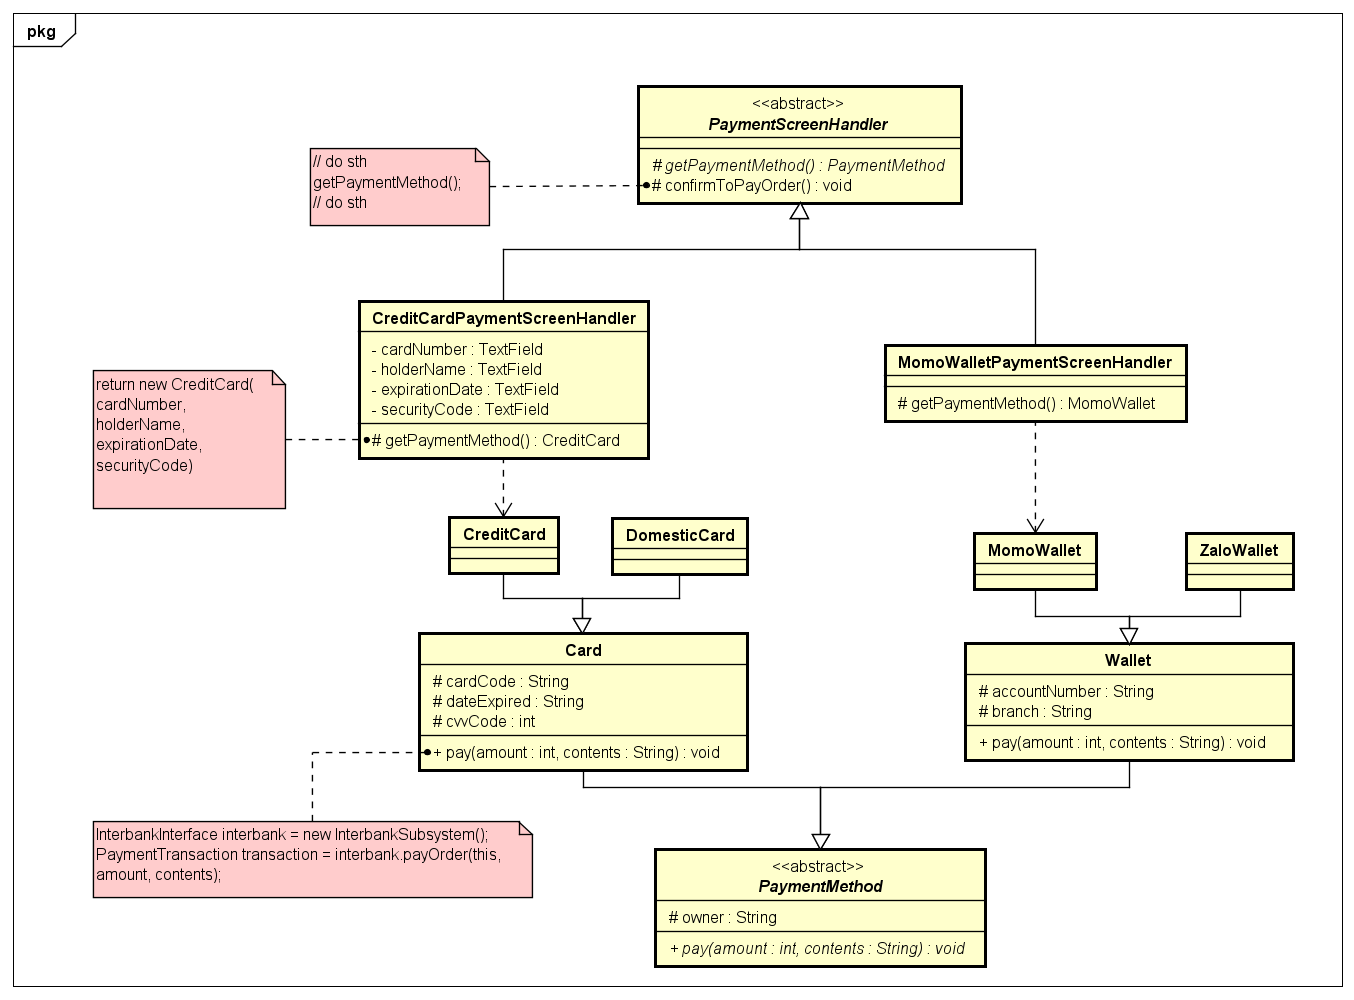 pkg
<<abstract>>
PaymentScreenHandler
# getPaymentMethod() : PaymentMethod
# confirmToPayOrder() : void
// do sth
getPaymentMethod();
// do sth
CreditCardPaymentScreenHandler
- cardNumber : TextField
- holderName : TextField
- expirationDate : TextField
- securityCode : TextField
# getPaymentMethod() : CreditCard
MomoWalletPaymentScreenHandler
# getPaymentMethod() : MomoWallet
return new CreditCard(
cardNumber,
holderName,
expirationDate,
securityCode)
CreditCard
DomesticCard
MomoWallet
ZaloWallet
Card
# cardCode : String
# dateExpired : String
# cvvCode : int
+ pay(amount : int, contents : String) : void
Wallet
# accountNumber : String
# branch : String
+ pay(amount : int, contents : String) : void
InterbankInterface interbank = new InterbankSubsystem();
PaymentTransaction transaction = interbank.payOrder(this,
amount, contents);
<<abstract>>
PaymentMethod
# owner : String
+ pay(amount : int, contents : String) : void